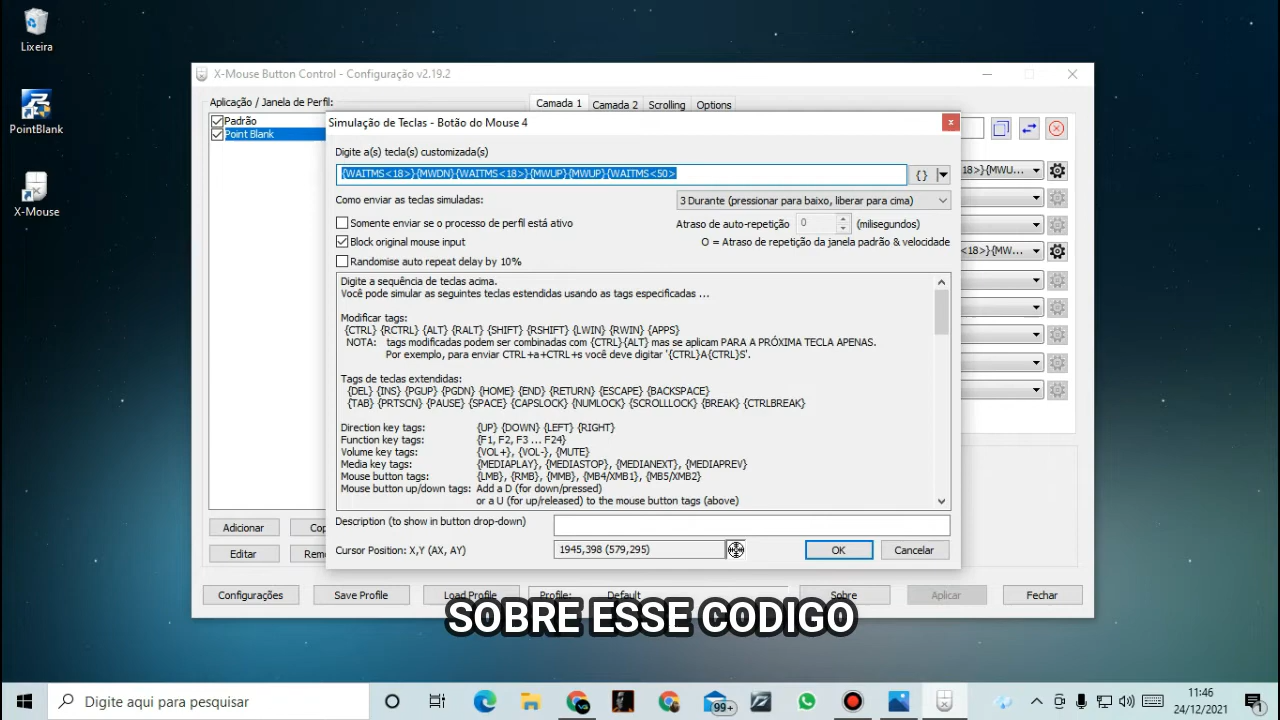 Lixeira
PointBlank
X-Mouse
X-Mouse Button Control - Configuração v2.19.2
Aplicação / Janela de Perfil:
Camada 1
Camada 2
Scrolling
Options
Padrão
Point Blank
Simulação de Teclas - Botão do Mouse 4
Digite a(s) tecla(s) customizada(s)
{WAITMS<18>}{MWDN}{WAITMS<18>}{MWUP}{MWUP}{WAITMS<50>
{ }
18>}{MWU...
Como enviar as teclas simuladas:
3 Durante (pressionar para baixo, liberar para cima)
Somente enviar se o processo de perfil está ativo
Atraso de auto-repetição
0
(milisegundos)
Block original mouse input
O = Atraso de repetição da janela padrão & velocidade
<18>}{MW...
Randomise auto repeat delay by 10%
Digite a sequência de teclas acima.
Você pode simular as seguintes teclas estendidas usando as tags especificadas ...
Modificar tags:
{CTRL} {RCTRL} {ALT} {RALT} {SHIFT} {RSHIFT} {LWIN} {RWIN} {APPS}
NOTA: tags modificadas podem ser combinadas com {CTRL}{ALT} mas se aplicam PARA A PRÓXIMA TECLA APENAS.
Por exemplo, para enviar CTRL+a+CTRL+s você deve digitar '{CTRL}A{CTRL}S'.
Tags de teclas extendidas:
{DEL} {INS} {PGUP} {PGDN} {HOME} {END} {RETURN} {ESCAPE} {BACKSPACE}
{TAB} {PRTSCN} {PAUSE} {SPACE} {CAPSLOCK} {NUMLOCK} {SCROLLLOCK} {BREAK} {CTRLBREAK}
Direction key tags: {UP} {DOWN} {LEFT} {RIGHT}
Function key tags: {F1, F2, F3 ... F24}
Volume key tags: {VOL+}, {VOL-}, {MUTE}
Media key tags: {MEDIAPLAY}, {MEDIASTOP}, {MEDIANEXT}, {MEDIAPREV}
Mouse button tags: {LMB}, {RMB}, {MMB}, {MB4/XMB1}, {MB5/XMB2}
Mouse button up/down tags: Add a D (for down/pressed)
or a U (for up/released) to the mouse button tags (above)
Description (to show in button drop-down)
Cursor Position: X,Y (AX, AY)
1945,398 (579,295)
OK
Cancelar
Adicionar
Cop
Editar
Rem
Configurações
Save Profile
Load Profile
Profile:
Default
Sobre
Aplicar
Fechar
SOBRE ESSE CODIGO
Digite aqui para pesquisar
99+
11:46
24/12/2021
1